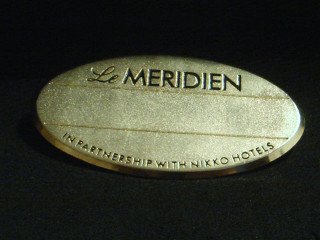 Le MERIDIEN
IN PARTNERSHIP WITH NIKKO HOTELS